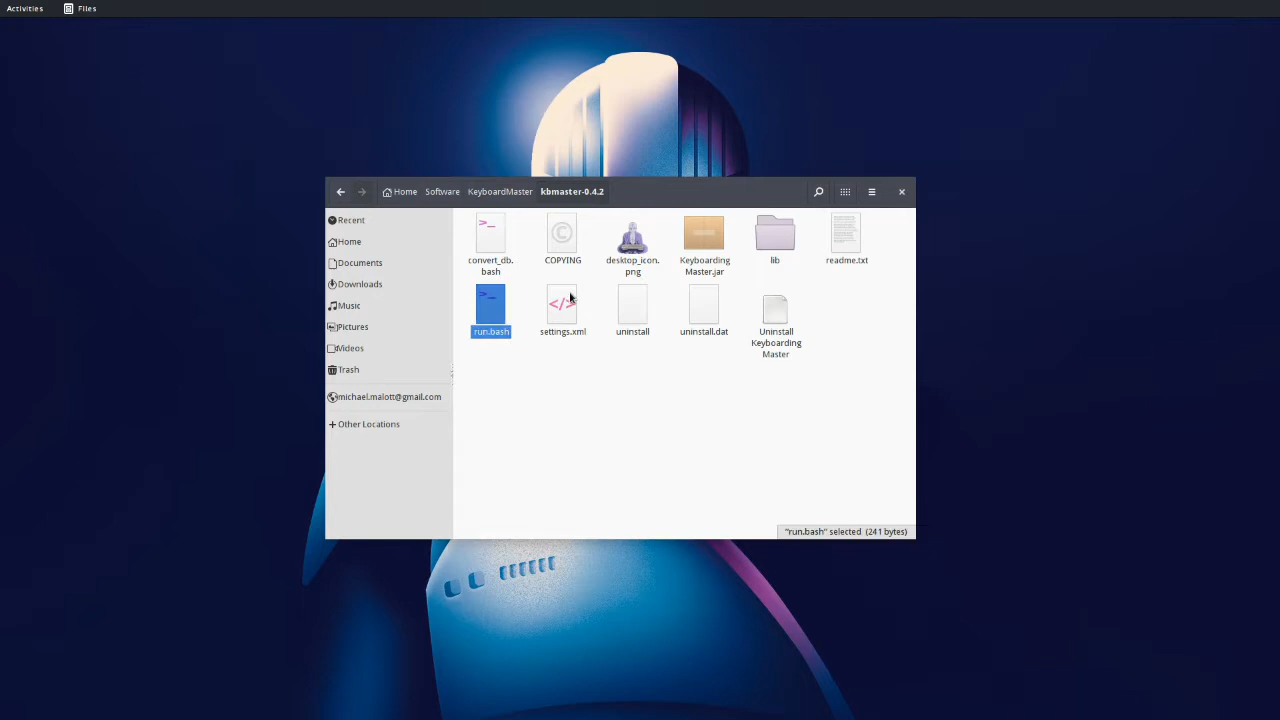 Activities
Files
Home
Software
KeyboardMaster
kbmaster-0.4.2
Recent
Home
Documents
Downloads
Music
Pictures
Videos
Trash
michael.malott@gmail.com
Other Locations
convert_db.
bash
COPYING
desktop_icon.
png
Keyboarding
Master.jar
lib
readme.txt
run.bash
settings.xml
uninstall
uninstall.dat
Uninstall
Keyboarding
Master
"run.bash" selected (241 bytes)